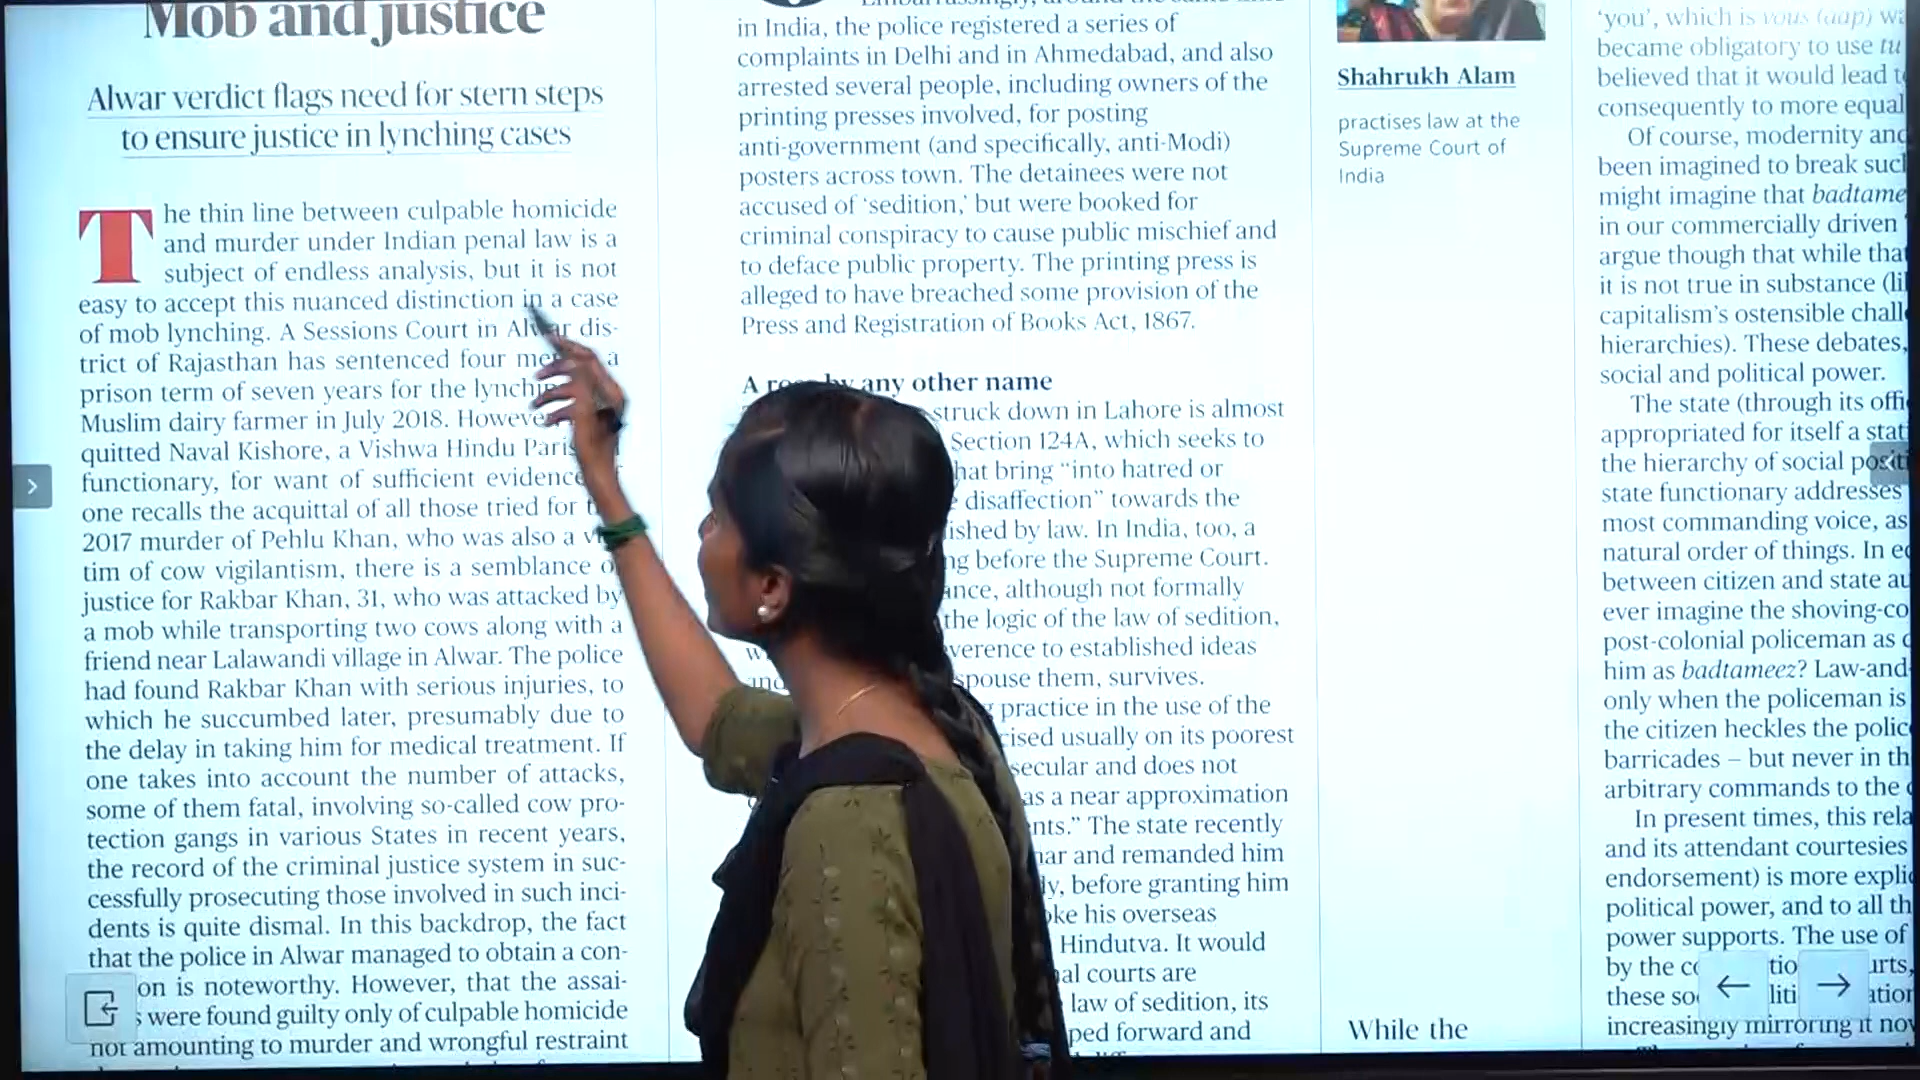 Mob and justice
Alwar verdict flags need for stern steps
to ensure justice in lynching cases
The thin line between culpable homicide
and murder under Indian penal law is a
subject of endless analysis, but it is not
easy to accept this nuanced distinction in a case
of mob lynching. A Sessions Court in Alwar dis-
trict of Rajasthan has sentenced four me a
prison term of seven years for the lynchi
Muslim dairy farmer in July 2018. Howeve
quitted Naval Kishore, a Vishwa Hindu Paris
functionary, for want of sufficient evidence
one recalls the acquittal of all those tried for t
2017 murder of Pehlu Khan, who was also a v
tim of cow vigilantism, there is a semblance o
justice for Rakbar Khan, 31, who was attacked by
a mob while transporting two cows along with a
friend near Lalawandi village in Alwar. The police
had found Rakbar Khan with serious injuries, to
which he succumbed later, presumably due to
the delay in taking him for medical treatment. If
one takes into account the number of attacks,
some of them fatal, involving so-called cow pro-
tection gangs in various States in recent years,
the record of the criminal justice system in suc-
cessfully prosecuting those involved in such inci-
dents is quite dismal. In this backdrop, the fact
that the police in Alwar managed to obtain a con-
on is noteworthy. However, that the assai-
s were found guilty only of culpable homicide
not amounting to murder and wrongful restraint
in India, the police registered a series of
complaints in Delhi and in Ahmedabad, and also
arrested several people, including owners of the
printing presses involved, for posting
anti-government (and specifically, anti-Modi)
posters across town. The detainees were not
accused of ‘sedition,’ but were booked for
criminal conspiracy to cause public mischief and
to deface public property. The printing press is
alleged to have breached some provision of the
Press and Registration of Books Act, 1867.
A rose by any other name
struck down in Lahore is almost
Section 124A, which seeks to
hat bring “into hatred or
disaffection” towards the
ished by law. In India, too, a
ng before the Supreme Court.
ance, although not formally
the logic of the law of sedition,
verence to established ideas
spouse them, survives.
practice in the use of the
cised usually on its poorest
secular and does not
as a near approximation
nts.” The state recently
nar and remanded him
ly, before granting him
oke his overseas
Hindutva. It would
al courts are
law of sedition, its
ped forward and
Shahrukh Alam
practises law at the
Supreme Court of
India
While the
‘you’, which is vous (aap) wa
became obligatory to use tu
believed that it would lead t
consequently to more equal
Of course, modernity and
been imagined to break such
might imagine that badtame
in our commercially driven
argue though that while that
it is not true in substance (li
capitalism’s ostensible chall
hierarchies). These debates,
social and political power.
The state (through its offi
appropriated for itself a stat
the hierarchy of social positi
state functionary addresses
most commanding voice, as
natural order of things. In e
between citizen and state au
ever imagine the shoving-co
post-colonial policeman as
him as badtameez? Law-and-
only when the policeman is
the citizen heckles the polic
barricades – but never in th
arbitrary commands to the
In present times, this rela
and its attendant courtesies
endorsement) is more explic
political power, and to all th
power supports. The use of
by the co tio urts,
these so liti ation
increasingly mirroring it no